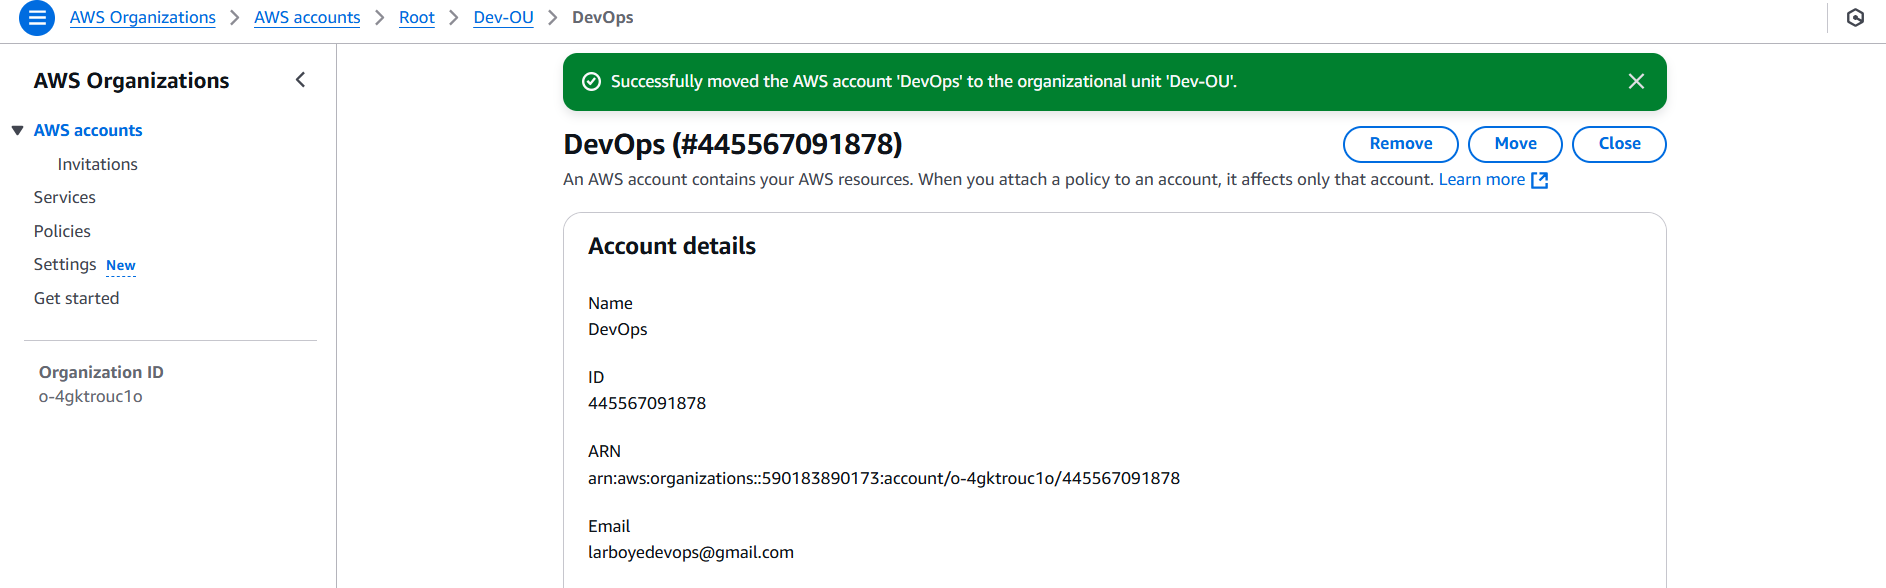 AWS Organizations > AWS accounts > Root > Dev-OU > DevOps
AWS Organizations
AWS accounts
Invitations
Services
Policies
Settings New
Get started
Organization ID
o-4gktrouc1o
Successfully moved the AWS account 'DevOps' to the organizational unit 'Dev-OU'.
DevOps (#445567091878)
Remove
Move
Close
An AWS account contains your AWS resources. When you attach a policy to an account, it affects only that account. Learn more
Account details
Name
DevOps
ID
445567091878
ARN
arn:aws:organizations::590183890173:account/o-4gktrouc1o/445567091878
Email
larboyedevops@gmail.com